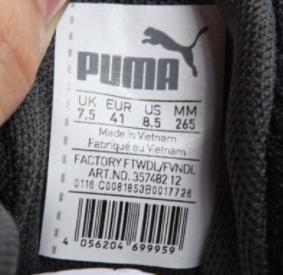 PUMA
UK EUR US MM
7.5 41 8.5 265
Made in Vietnam
Fabriqué au Vietnam
FACTORY FTWDL/FVNDL
ART.NO. 357482 12
0116 C0081853B0017726
4 056204 699959